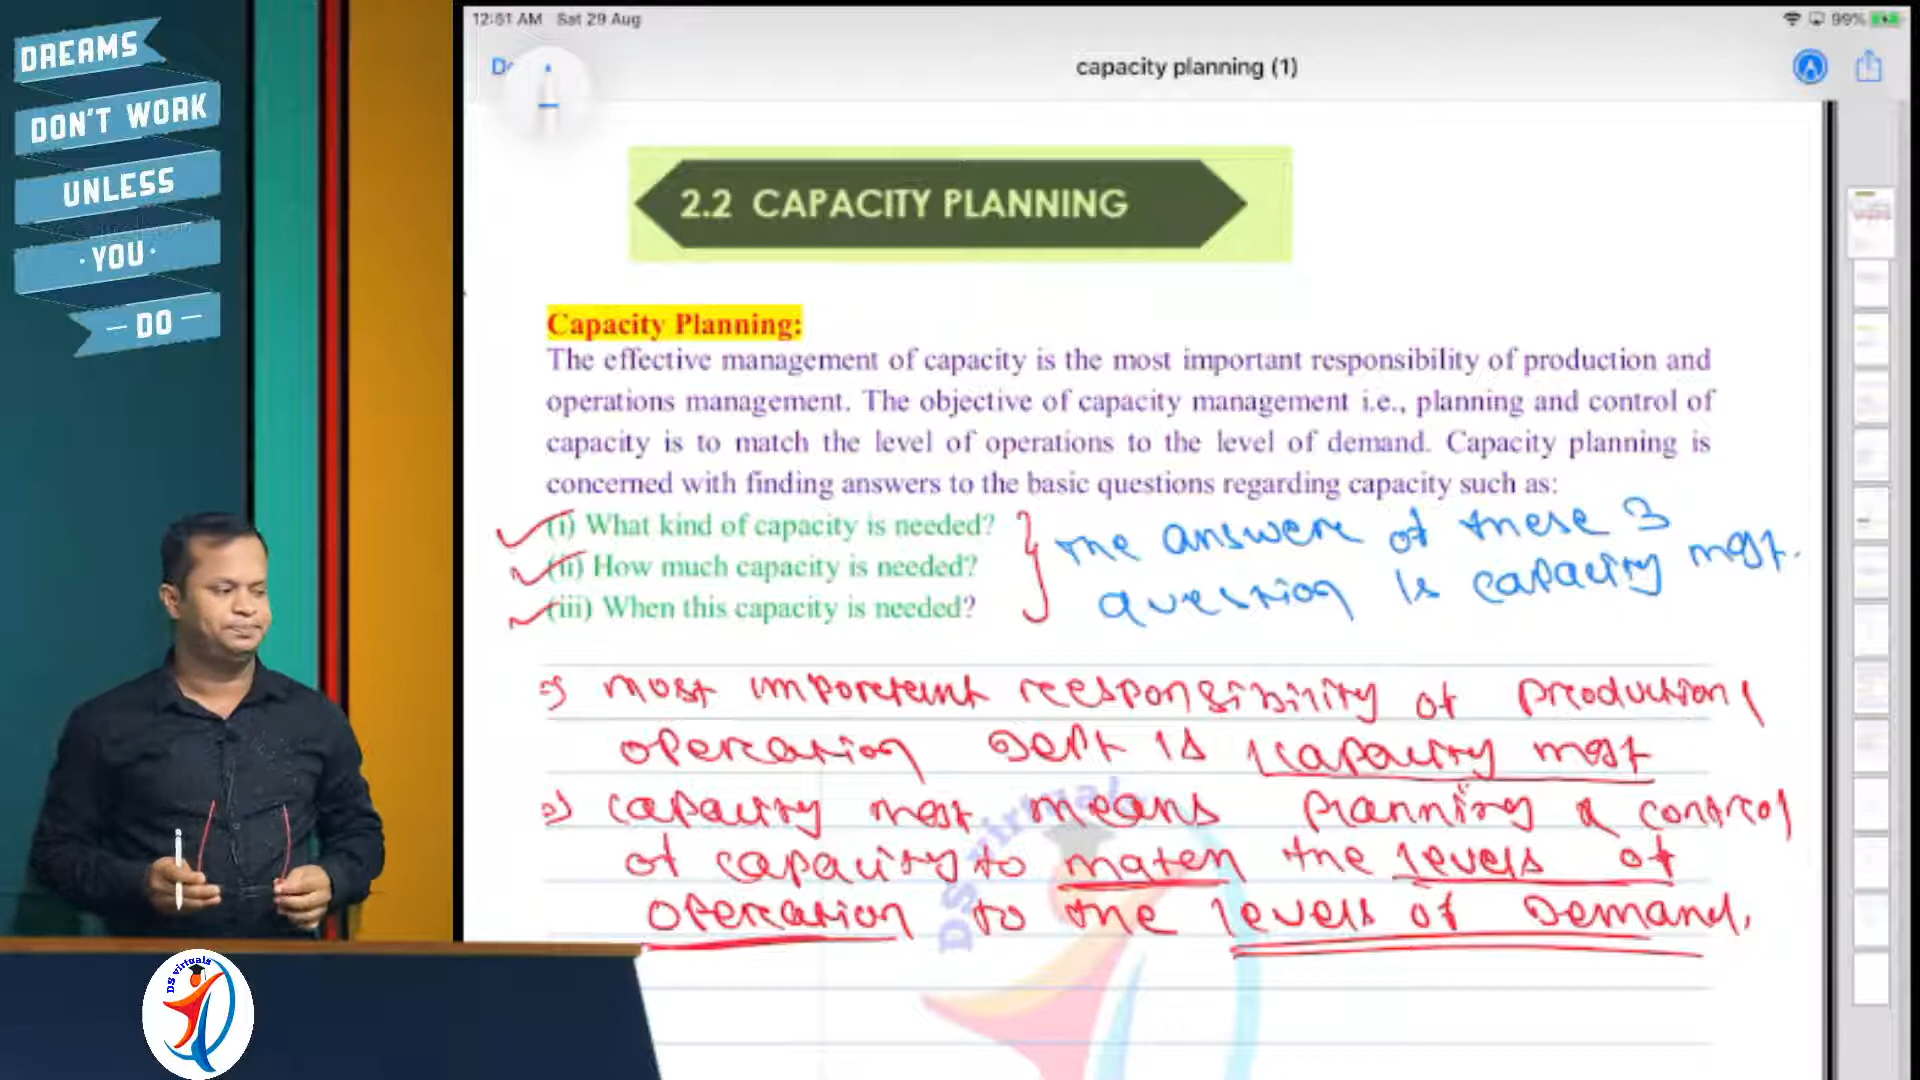 DREAMS
DON'T WORK
UNLESS
· YOU ·
— DO —
12:51 AM Sat 29 Aug
99%
capacity planning (1)
2.2 CAPACITY PLANNING
Capacity Planning:
The effective management of capacity is the most important responsibility of production and
operations management. The objective of capacity management i.e., planning and control of
capacity is to match the level of operations to the level of demand. Capacity planning is
concerned with finding answers to the basic questions regarding capacity such as:
(i) What kind of capacity is needed?
(ii) How much capacity is needed?
(iii) When this capacity is needed?
the answer of these 3
question is capacity mgt.
most important responsibility of production/
operation Dept is capacity mgt
capacity mgt means planning & control
of capacity to match the levels of
operation to the levels of Demand.
DS virtuals
DS virtuals